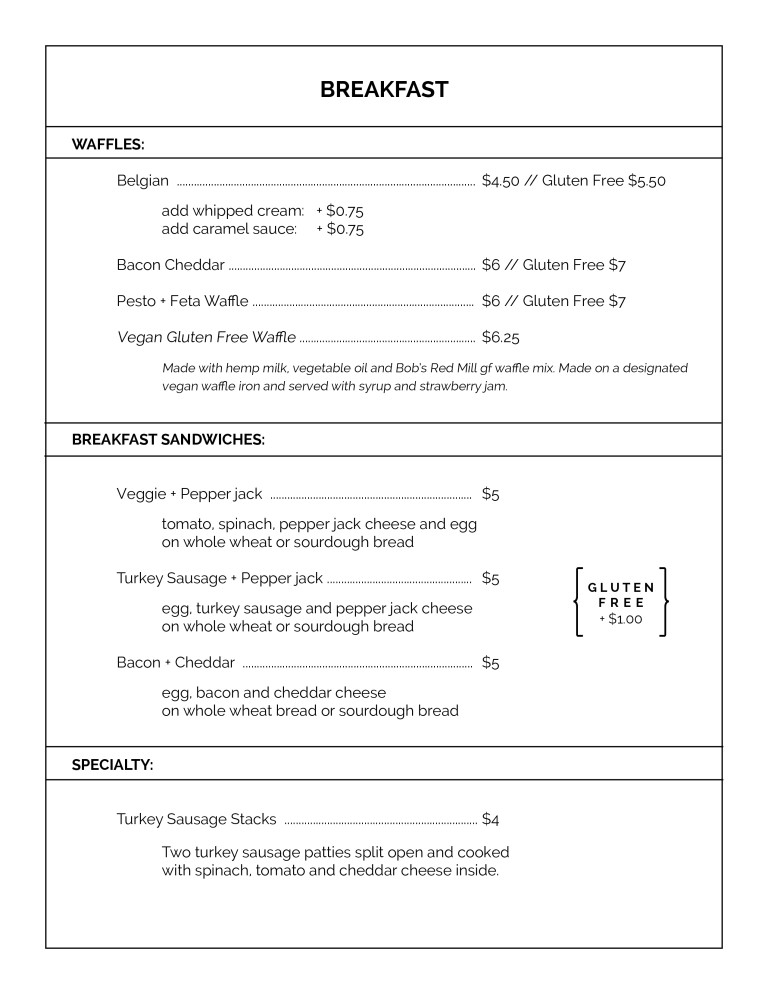 BREAKFAST
WAFFLES:
Belgian ........................................................................................................ $4.50 // Gluten Free $5.50
add whipped cream: + $0.75
add caramel sauce: + $0.75
Bacon Cheddar ...................................................................................... $6 // Gluten Free $7
Pesto + Feta Waffle .............................................................................. $6 // Gluten Free $7
Vegan Gluten Free Waffle .............................................................. $6.25
Made with hemp milk, vegetable oil and Bob's Red Mill gf waffle mix. Made on a designated
vegan waffle iron and served with syrup and strawberry jam.
BREAKFAST SANDWICHES:
Veggie + Pepper jack ...................................................................... $5
tomato, spinach, pepper jack cheese and egg
on whole wheat or sourdough bread
Turkey Sausage + Pepper jack .................................................. $5
egg, turkey sausage and pepper jack cheese
on whole wheat or sourdough bread
GLUTEN
FREE
+ $1.00
Bacon + Cheddar ................................................................................ $5
egg, bacon and cheddar cheese
on whole wheat bread or sourdough bread
SPECIALTY:
Turkey Sausage Stacks .................................................................... $4
Two turkey sausage patties split open and cooked
with spinach, tomato and cheddar cheese inside.